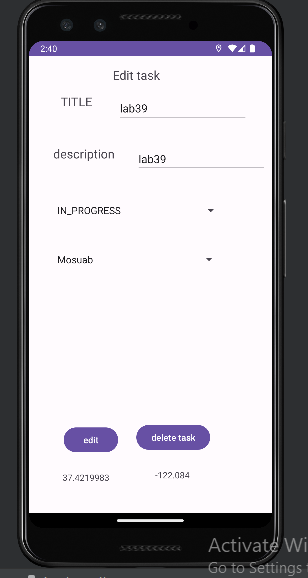 2:40
Edit task
TITLE
lab39
description
lab39
IN_PROGRESS
Mosuab
edit
delete task
37.4219983
-122.084
Activate Wi
Go to Settings